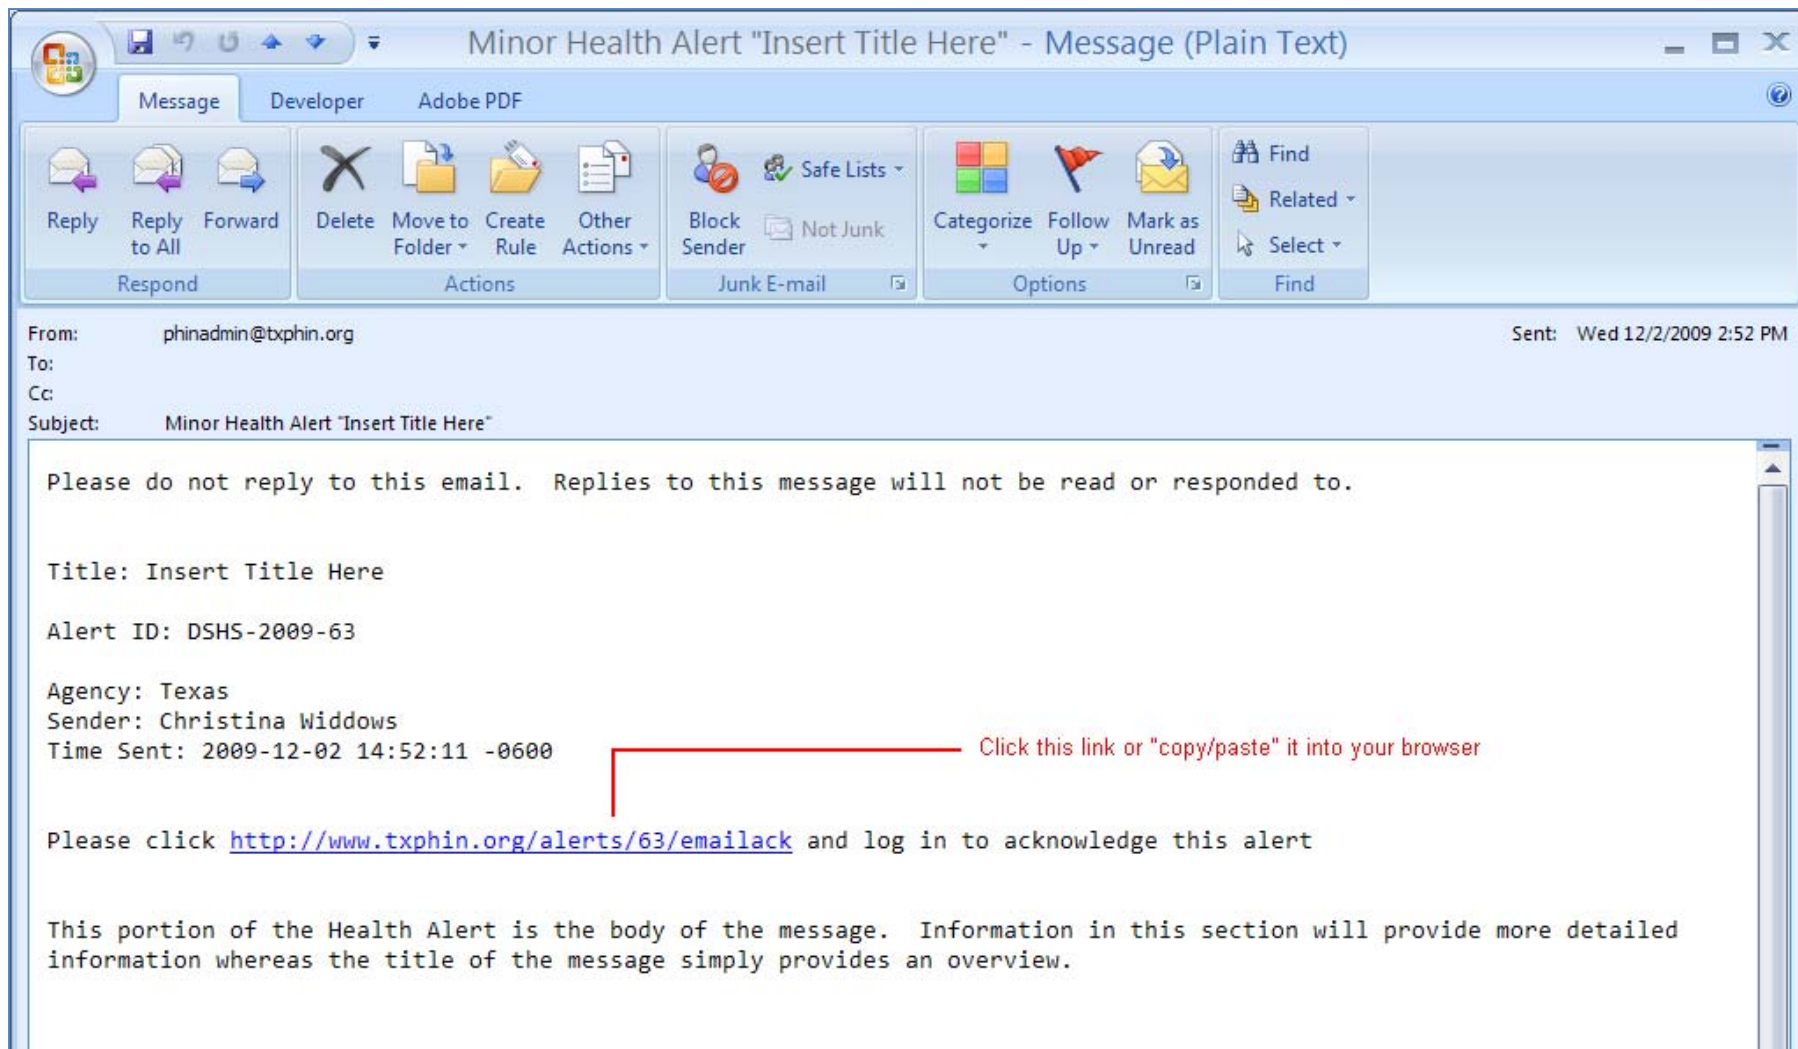 Minor Health Alert "Insert Title Here" - Message (Plain Text)
Message Developer Adobe PDF
Reply
Reply to All
Forward
Delete
Move to Folder
Create Rule
Other Actions
Block Sender
Safe Lists
Not Junk
Categorize
Follow Up
Mark as Unread
Find
Related
Select
Respond Actions Junk E-mail Options Find
From: phinadmin@txphin.org Sent: Wed 12/2/2009 2:52 PM
To:
Cc:
Subject: Minor Health Alert "Insert Title Here"
Please do not reply to this email. Replies to this message will not be read or responded to.
Title: Insert Title Here
Alert ID: DSHS-2009-63
Agency: Texas
Sender: Christina Widdows
Time Sent: 2009-12-02 14:52:11 -0600
Click this link or "copy/paste" it into your browser
Please click http://www.txphin.org/alerts/63/emailack and log in to acknowledge this alert
This portion of the Health Alert is the body of the message. Information in this section will provide more detailed
information whereas the title of the message simply provides an overview.